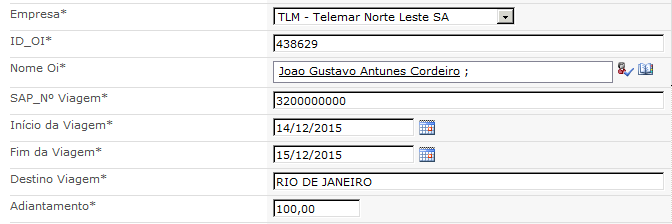 Empresa* TLM - Telemar Norte Leste SA
ID_OI* 438629
Nome Oi* Joao Gustavo Antunes Cordeiro ;
SAP_Nº Viagem* 3200000000
Início da Viagem* 14/12/2015
Fim da Viagem* 15/12/2015
Destino Viagem* RIO DE JANEIRO
Adiantamento* 100,00